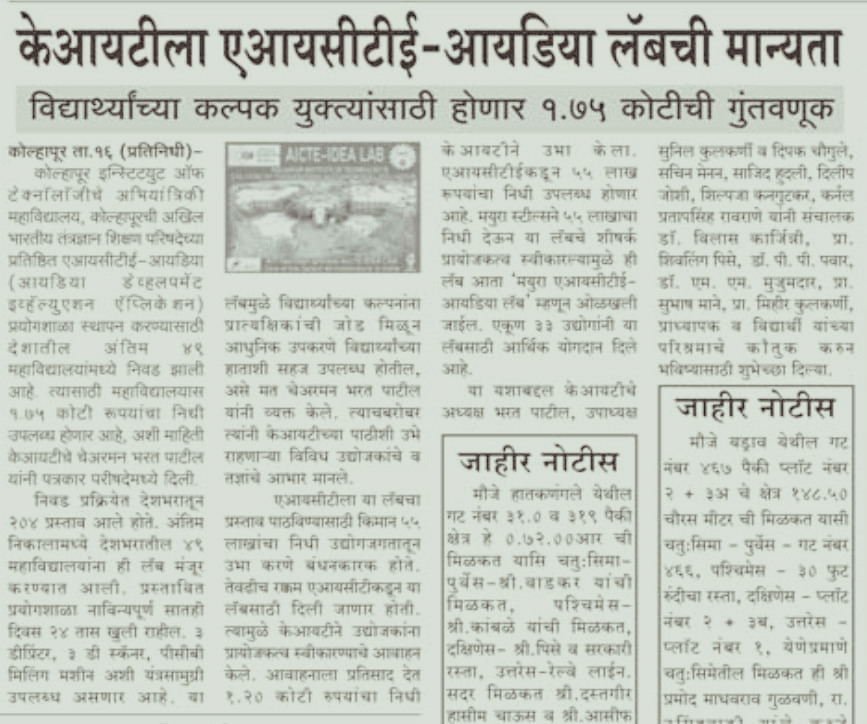 केआयटीला एआयसीटीई-आयडिया लॅबची मान्यता
विद्यार्थ्यांच्या कल्पक युक्त्यांसाठी होणार १.७५ कोटीची गुंतवणूक
कोल्हापूर ता.१६ (प्रतिनिधी)-
कोल्हापूर इन्स्टिटयुट ऑफ
टेक्नॉलॉजीचे अभियांत्रिकी
महाविद्यालय, कोल्हापूरची अखिल
भारतीय तंत्रज्ञान शिक्षण परिषदेच्या
प्रतिष्ठित एआयसीटीई-आयडिया
(आयडिया डेव्हलपमेंट
इव्हॅल्युएशन ऍप्लिकेशन)
प्रयोगशाळा स्थापन करण्यासाठी
देशातील अंतिम ४९
महाविद्यालयांमध्ये निवड झाली
आहे. त्यासाठी महाविद्यालयास
१.७५ कोटी रूपयांचा निधी
उपलब्ध होणार आहे, अशी माहिती
केआयटीचे चेअरमन भरत पाटील
यांनी पत्रकार परीषदेमध्ये दिली.
निवड प्रक्रियेत देशभरातून
२०४ प्रस्ताव आले होते. अंतिम
निकालामध्ये देशभरातील ४९
महाविद्यालयांना ही लॅब मंजूर
करण्यात आली. प्रस्तावित
प्रयोगशाळा नाविन्यपूर्ण सातही
दिवस २४ तास खुली राहील. ३
डीप्रिंटर, ३ डी स्कॅनर, पीसीबी
मिलिंग मशीन अशी यंत्रसामुग्री
उपलब्ध असणार आहे. या
AICTE-IDEA LAB
लॅबमुळे विद्यार्थ्यांच्या कल्पनांना
प्रात्यक्षिकांची जोड मिळून
आधुनिक उपकरणे विद्यार्थ्यांच्या
हाताशी सहज उपलब्ध होतील,
असे मत चेअरमन भरत पाटील
यांनी व्यक्त केले. त्याचबरोबर
त्यांनी केआयटीच्या पाठीशी उभे
राहणाऱ्या विविध उद्योजकांचे व
तज्ञांचे आभार मानले.
एआयसीटीला या लॅबचा
प्रस्ताव पाठविण्यासाठी किमान ५५
लाखांचा निधी उद्योगजगतातून
उभा करणे बंधनकारक होते.
तेवढीच रक्कम एआयसीटीकडून या
लॅबसाठी दिली जाणार होती.
त्यामुळे केआयटीने उद्योजकांना
प्रायोजकत्व स्वीकारण्याचे आवाहन
केले. आवाहनाला प्रतिसाद देत
१.२० कोटी रुपयांचा निधी
केआयटीने उभा केला.
एआयसीटीईकडून ५५ लाख
रूपयांचा निधी उपलब्ध होणार
आहे. मयुरा स्टील्सने ५५ लाखाचा
निधी देऊन या लॅबचे शीर्षक
प्रायोजकत्व स्वीकारल्यामुळे ही
लॅब आता 'मयुरा एआयसीटीई-
आयडिया लॅब' म्हणून ओळखली
जाईल. एकूण ३३ उद्योगांनी या
लॅबसाठी आर्थिक योगदान दिले
आहे.
या यशाबद्दल केआयटीचे
अध्यक्ष भरत पाटील, उपाध्यक्ष
सुनिल कुलकर्णी व दिपक चौगुले,
सचिन मेनन, साजिद हुदली, दिलीप
जोशी, शिल्पजा कनगुटकर, कर्नल
प्रतापसिंह रावराणे यांनी संचालक
डॉ. विलास कार्जिन्नी, प्रा.
शिवलिंग पिसे, डॉ. पी. पी. पवार,
डॉ. एम. एम. मुजुमदार, प्रा.
सुभाष माने, प्रा. मिहीर कुलकर्णी,
प्राध्यापक व विद्यार्थी यांच्या
परिश्रमाचे कौतुक करुन
भविष्यासाठी शुभेच्छा दिल्या.
जाहीर नोटीस
मौजे हातकणंगले येथील
गट नंबर ३१.० व ३१९ पैकी
क्षेत्र हे ०.७२.००आर ची
मिळकत यासि चतु:सिमा-
पुर्वेस-श्री.वाडकर यांची
मिळकत, पश्चिमेस-
श्री.कांबळे यांची मिळकत,
दक्षिणेस- श्री.पिसे व सरकारी
रस्ता, उत्तरेस-रेल्वे लाईन.
सदर मिळकत श्री.दस्तगीर
हासीम चाऊस व श्री.आसीफ
जाहीर नोटीस
मौजे यड्राव येथील गट
नंबर ४६७ पैकी प्लॉट नंबर
२ + ३अ चे क्षेत्र १४८.५०
चौरस मीटर ची मिळकत यासी
चतु:सिमा - पुर्वेस - गट नंबर
४६६, पश्चिमेस - ३० फुट
रुंदीचा रस्ता, दक्षिणेस - प्लॉट
नंबर २ + ३ब, उत्तरेस -
प्लॉट नंबर १, येणेप्रमाणे
चतु:सिमेतील मिळकत ही श्री
प्रमोद माधवराव गुळवणी, रा.